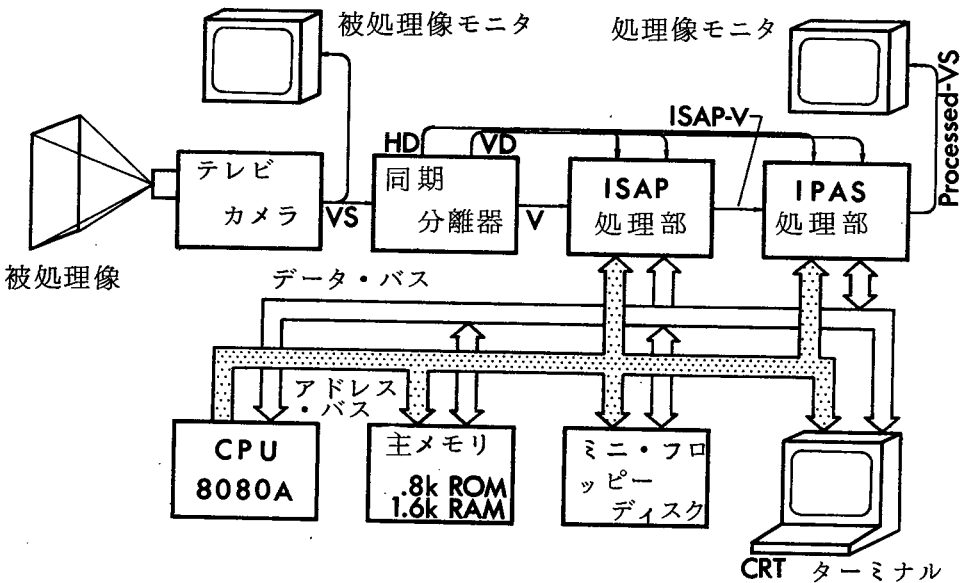 被処理像モニタ
処理像モニタ
Processed-VS
ISAP-V
HD
VD
テレビ
カメラ
VS
同期
分離器
V
ISAP
処理部
IPAS
処理部
被処理像
データ・バス
アドレス
・バス
CPU
8080A
主メモリ
.8k ROM
1.6k RAM
ミニ・フロ
ッピー
ディスク
CRT ターミナル